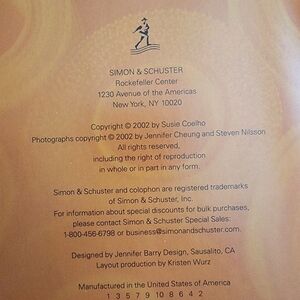 SIMON & SCHUSTER
Rockefeller Center
1230 Avenue of the Americas
New York, NY 10020
Copyright © 2002 by Susie Coelho
Photographs copyright © 2002 by Jennifer Cheung and Steven Nilsson
All rights reserved,
including the right of reproduction
in whole or in part in any form.
Simon & Schuster and colophon are registered trademarks
of Simon & Schuster, Inc.
For information about special discounts for bulk purchases,
please contact Simon & Schuster Special Sales:
1-800-456-6798 or business@simonandschuster.com
Designed by Jennifer Barry Design, Sausalito, CA
Layout production by Kristen Wurz
Manufactured in the United States of America
1 3 5 7 9 10 8 6 4 2